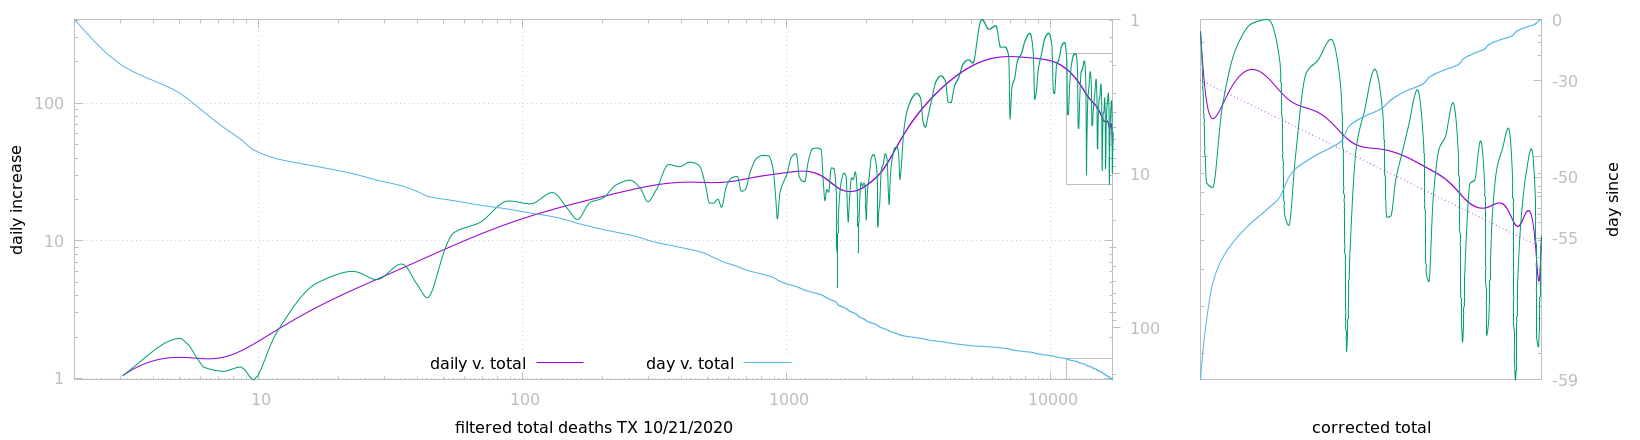 100
10
1
daily increase
10
100
1000
10000
1
10
100
daily v. total
day v. total
filtered total deaths TX 10/21/2020
0
-30
-50
-55
-59
day since
corrected total